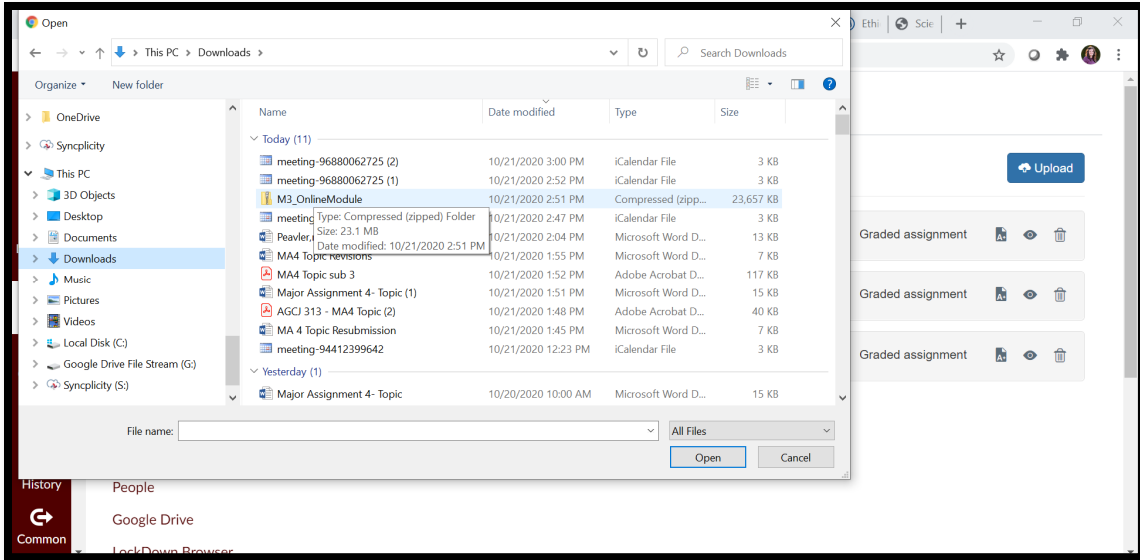 Open
Ethi
Scie
This PC > Downloads >
Search Downloads
Organize
New folder
OneDrive
Syncplicity
This PC
3D Objects
Desktop
Documents
Downloads
Music
Pictures
Videos
Local Disk (C:)
Google Drive File Stream (G:)
Syncplicity (S:)
Name Date modified Type Size
Today (11)
meeting-96880062725 (2) 10/21/2020 3:00 PM iCalendar File 3 KB
meeting-96880062725 (1) 10/21/2020 2:52 PM iCalendar File 3 KB
M3_OnlineModule 10/21/2020 2:51 PM Compressed (zipp... 23,657 KB
meeting 10/21/2020 2:47 PM iCalendar File 3 KB
Peavler,r 10/21/2020 2:04 PM Microsoft Word D... 13 KB
MA4 Topic Revisions 10/21/2020 1:55 PM Microsoft Word D... 7 KB
MA4 Topic sub 3 10/21/2020 1:52 PM Adobe Acrobat D... 117 KB
Major Assignment 4- Topic (1) 10/21/2020 1:51 PM Microsoft Word D... 15 KB
AGCJ 313 - MA4 Topic (2) 10/21/2020 1:48 PM Adobe Acrobat D... 40 KB
MA 4 Topic Resubmission 10/21/2020 1:45 PM Microsoft Word D... 7 KB
meeting-94412399642 10/21/2020 12:23 PM iCalendar File 3 KB
Yesterday (1)
Major Assignment 4- Topic 10/20/2020 10:00 AM Microsoft Word D... 15 KB
Type: Compressed (zipped) Folder
Size: 23.1 MB
Date modified: 10/21/2020 2:51 PM
File name:
All Files
Open
Cancel
Upload
Graded assignment
Graded assignment
Graded assignment
History
Common
People
Google Drive
LockDown Browser